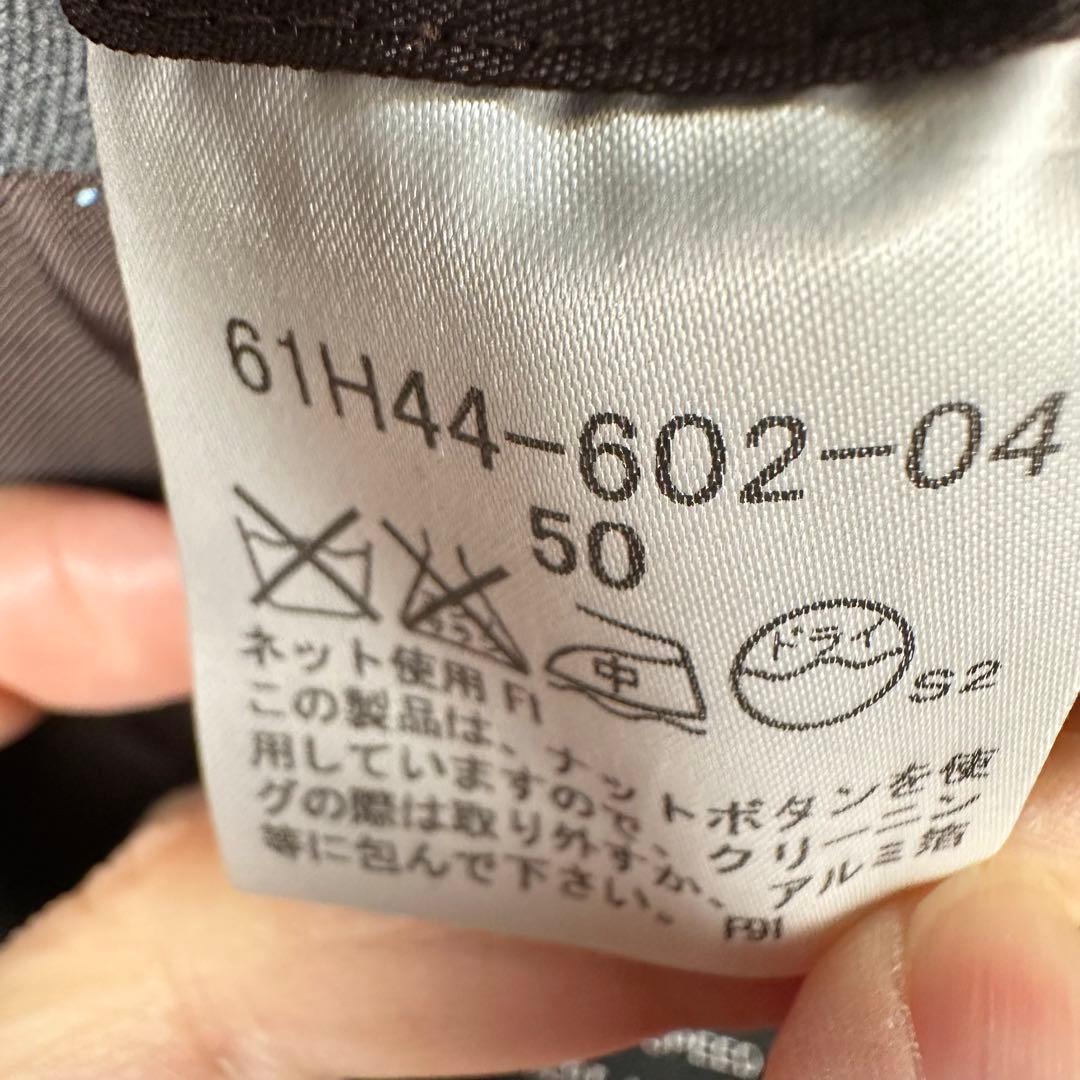 61H44-602-04
50
中
ドライ
S2
ネット使用 F1
この製品は、ナットボタンを使
用していますので、クリーニン
グの際は取り外すか、アルミ箔
等に包んで下さい。 F91